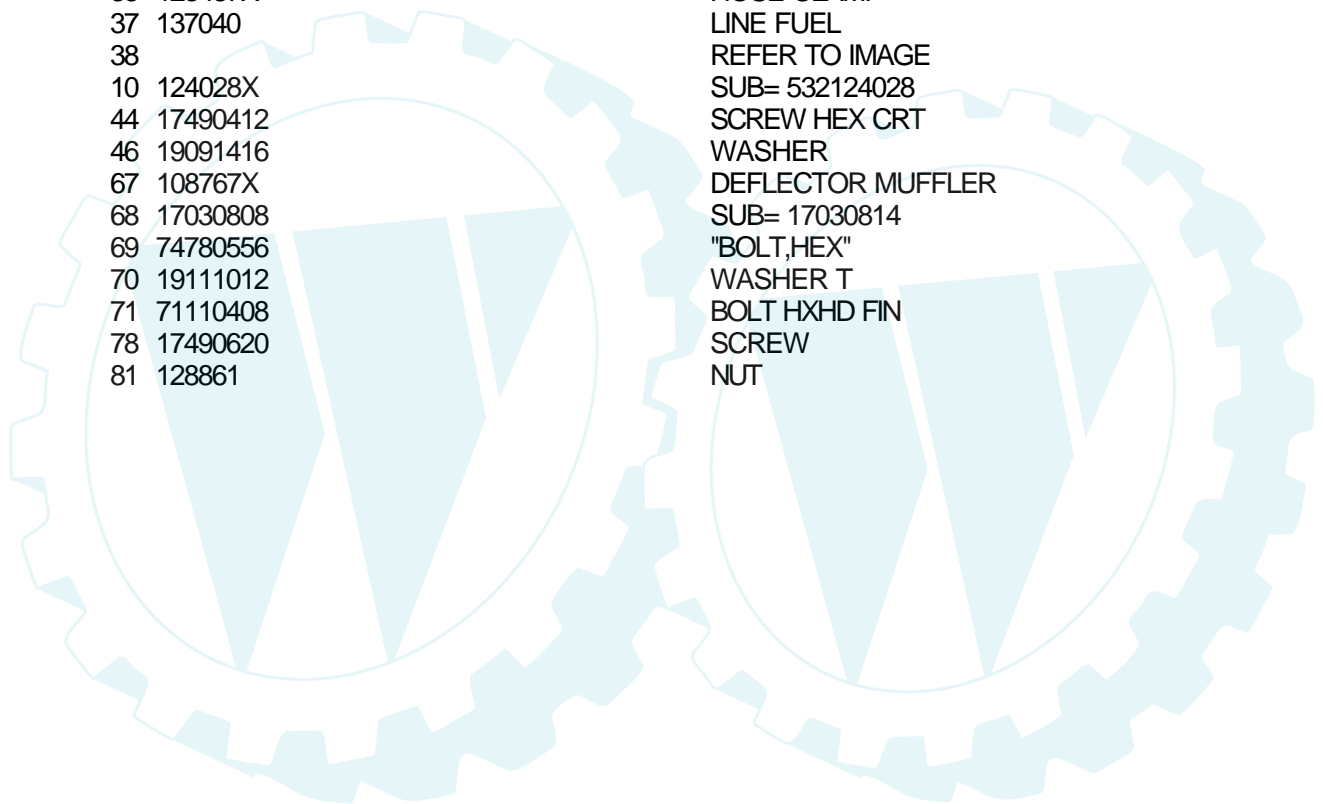 37 137040 LINE FUEL
38 REFER TO IMAGE
10 124028X SUB= 532124028
44 17490412 SCREW HEX CRT
46 19091416 WASHER
67 108767X DEFLECTOR MUFFLER
68 17030808 SUB= 17030814
69 74780556 "BOLT,HEX"
70 19111012 WASHER T
71 71110408 BOLT HXHD FIN
78 17490620 SCREW
81 128861 NUT